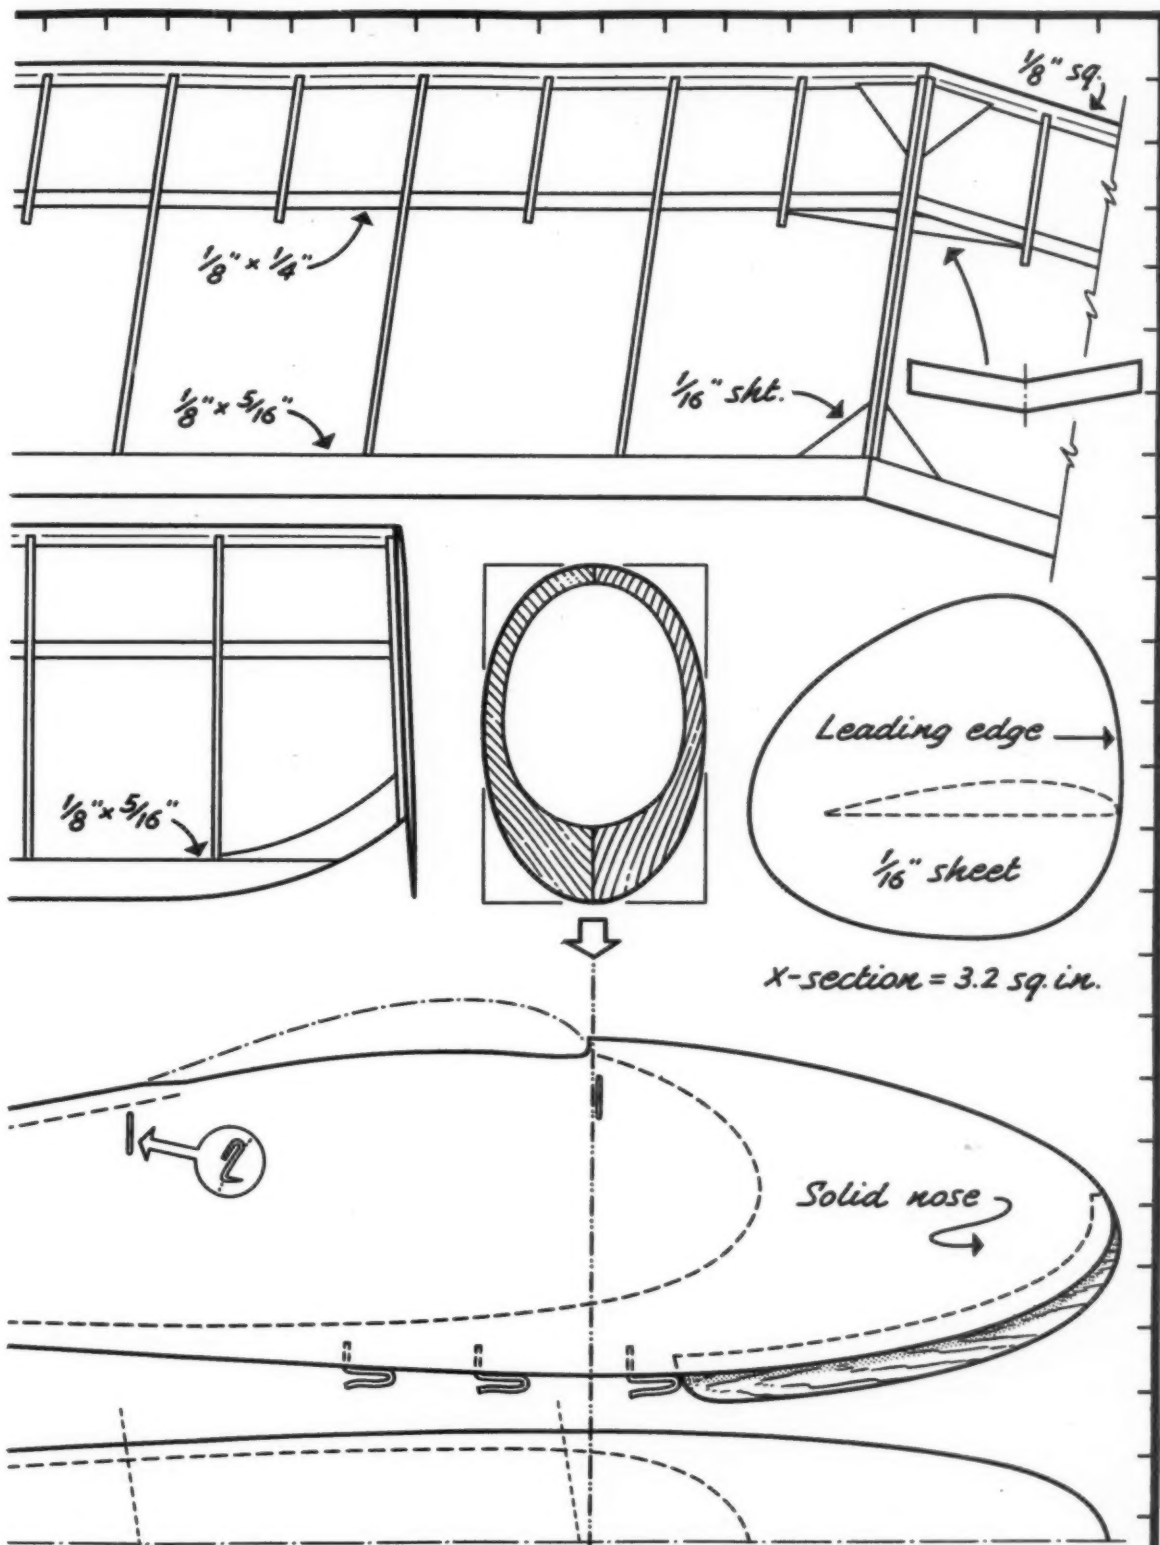 1/8" sq.
1/8" x 1/4"
1/8" x 5/16"
1/16" sht.
1/8" x 5/16"
Leading edge
1/16" sheet
X-section = 3.2 sq. in.
Solid nose